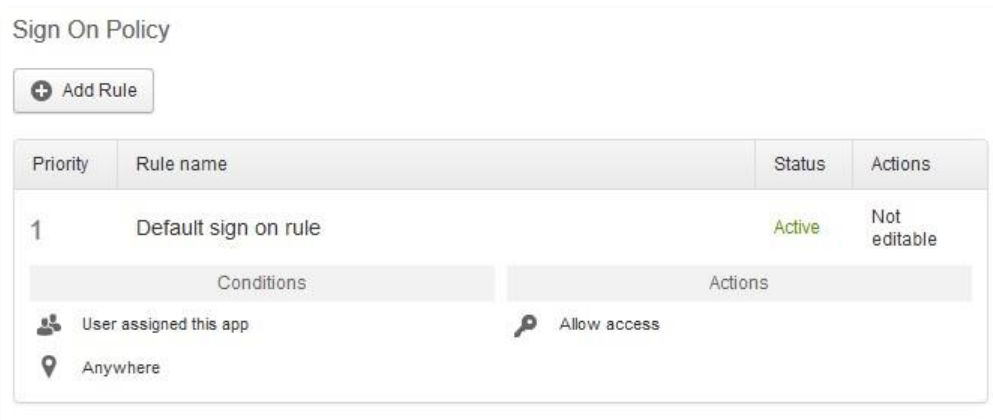 Sign On Policy
Add Rule
Priority Rule name Status Actions
1 Default sign on rule Active Not editable
Conditions Actions
User assigned this app Allow access
Anywhere